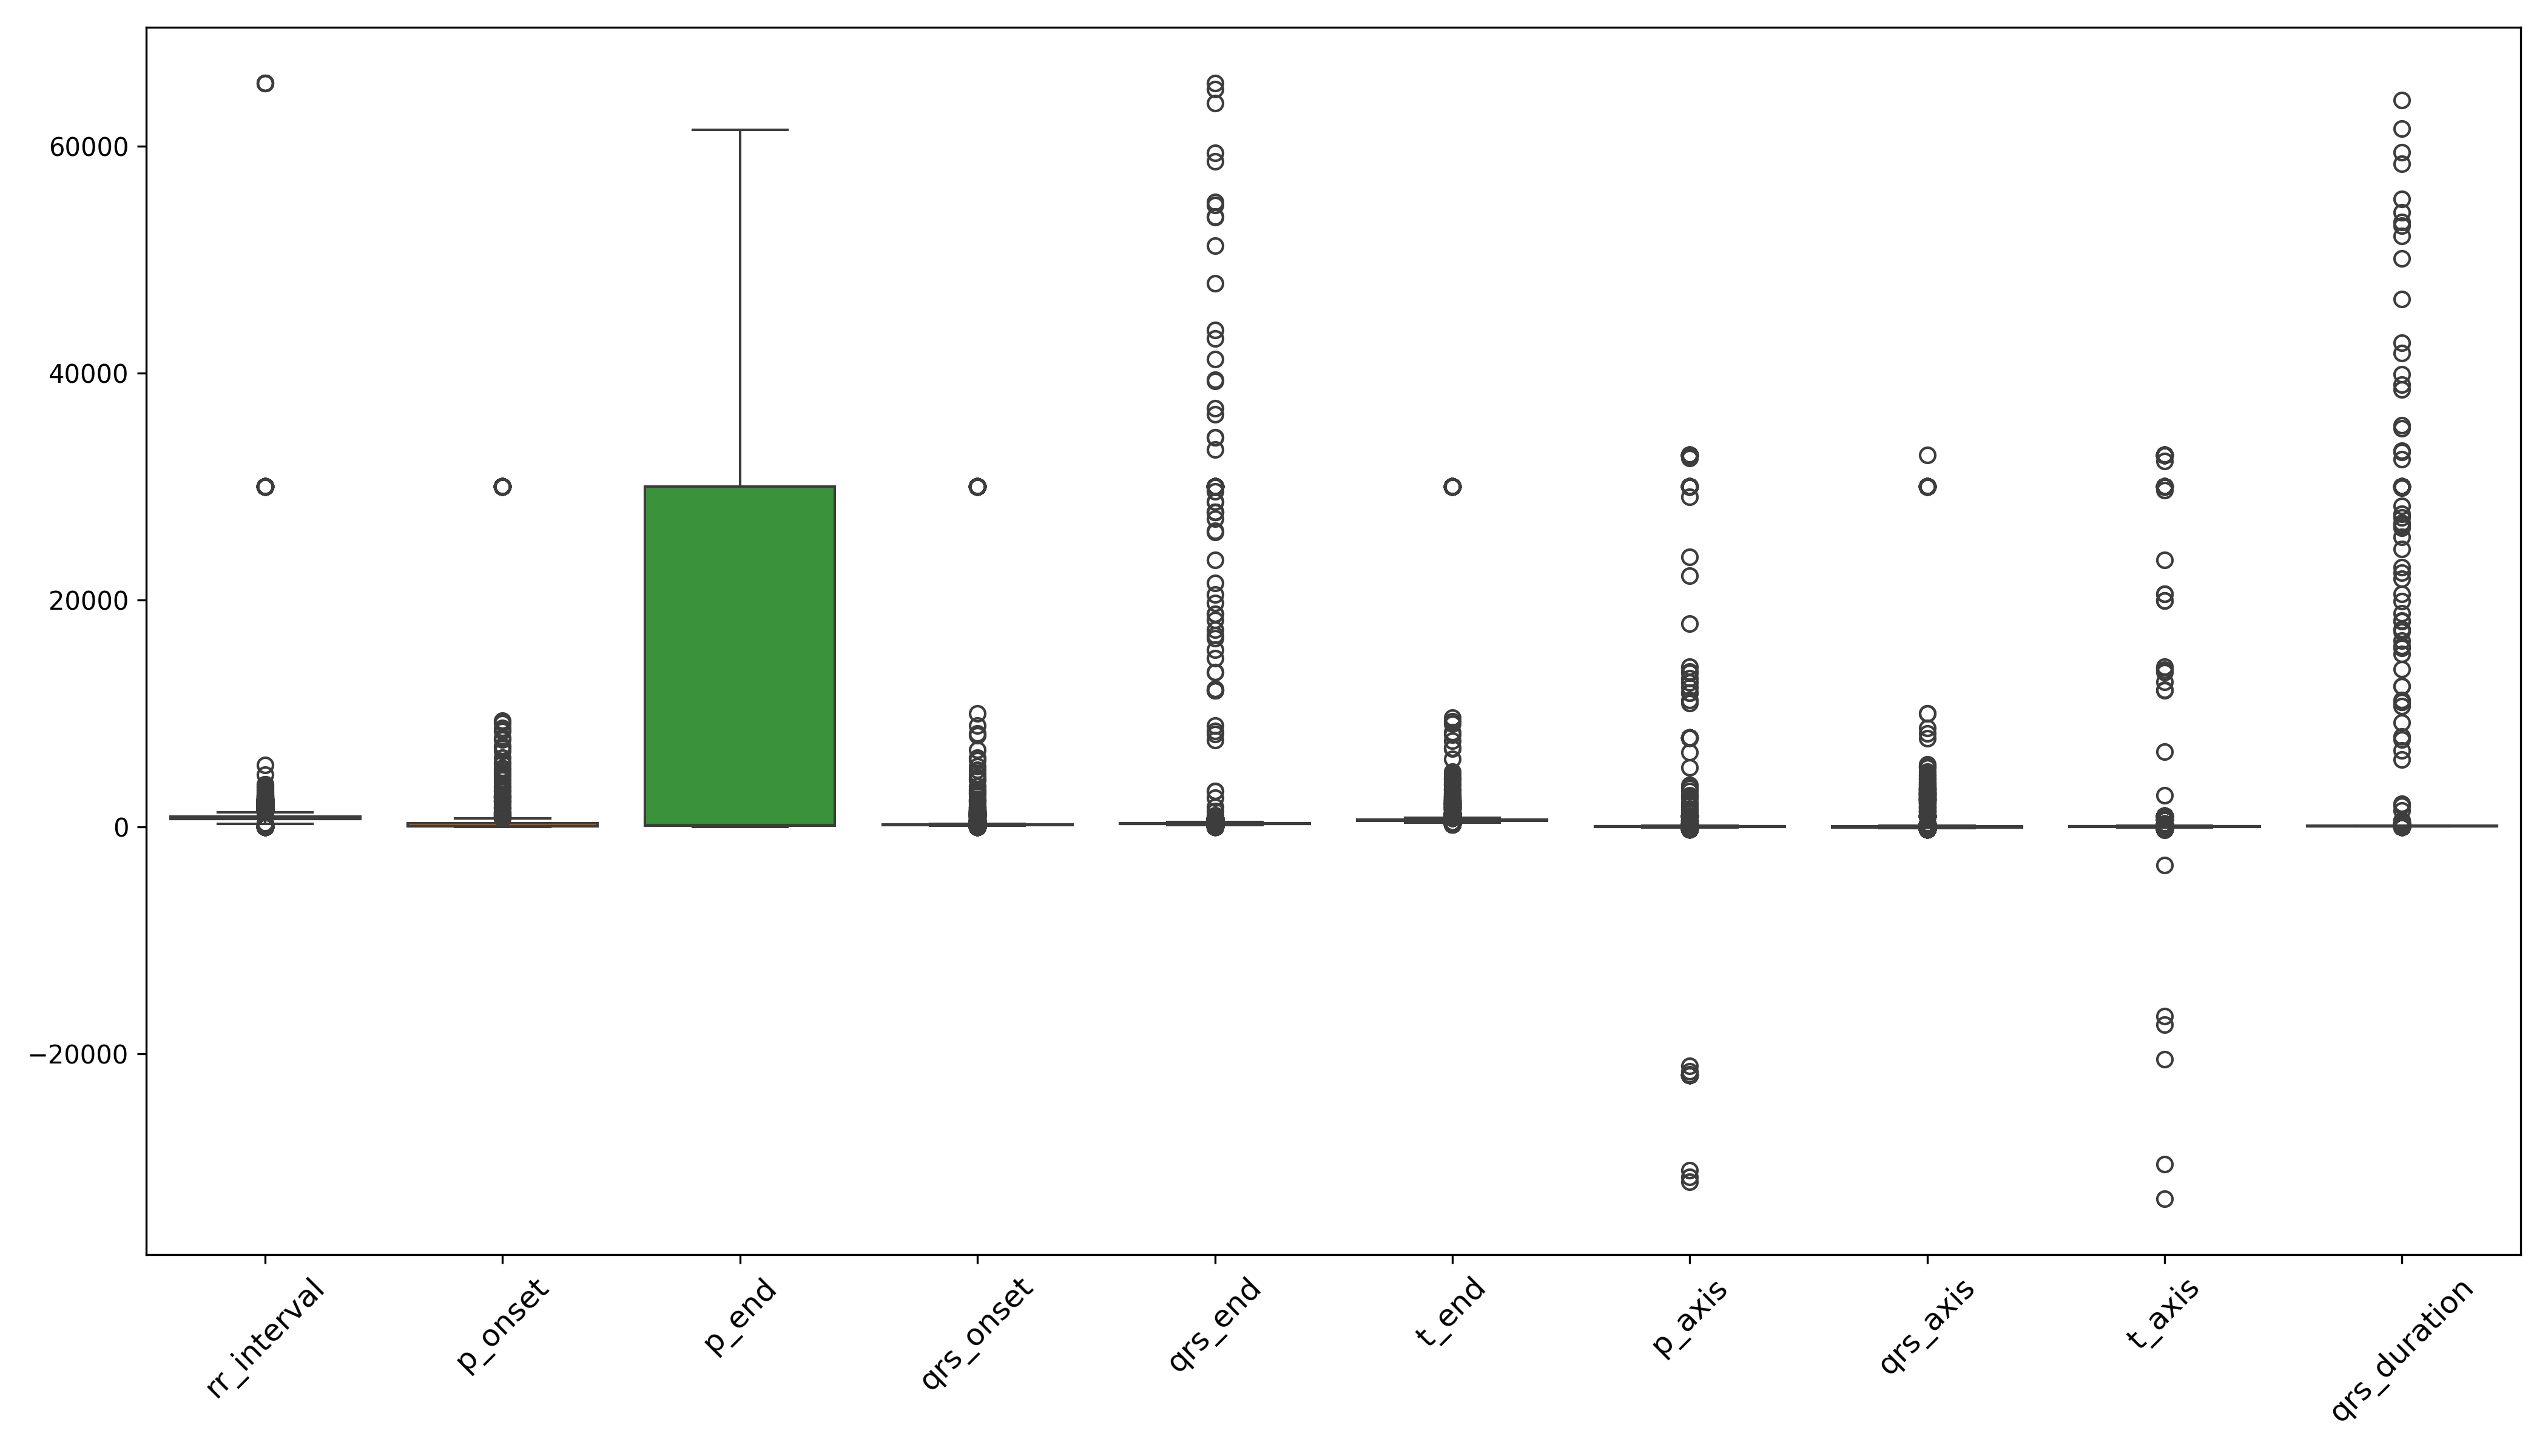 60000
40000
20000
0
−20000
rr_interval
p_onset
p_end
qrs_onset
qrs_end
t_end
p_axis
qrs_axis
t_axis
qrs_duration